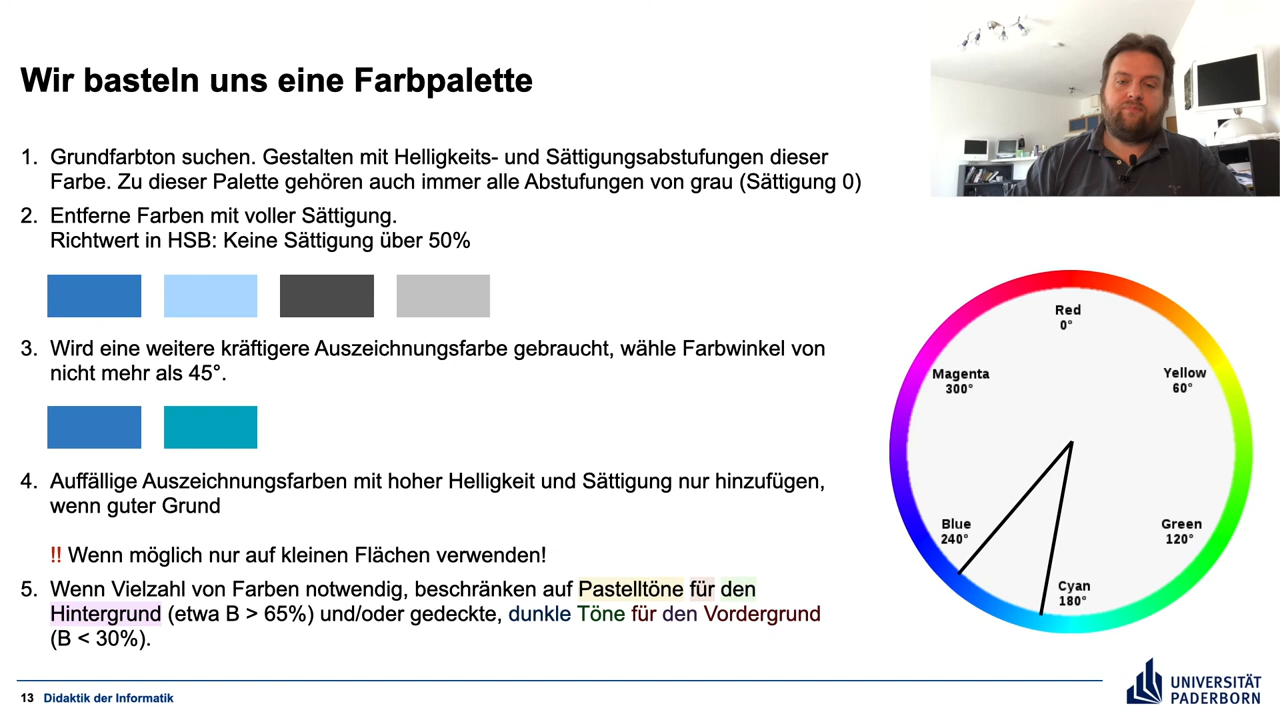 Wir basteln uns eine Farbpalette
1. Grundfarbton suchen. Gestalten mit Helligkeits- und Sättigungsabstufungen dieser
Farbe. Zu dieser Palette gehören auch immer alle Abstufungen von grau (Sättigung 0)
2. Entferne Farben mit voller Sättigung.
Richtwert in HSB: Keine Sättigung über 50%
3. Wird eine weitere kräftigere Auszeichnungsfarbe gebraucht, wähle Farbwinkel von
nicht mehr als 45°.
4. Auffällige Auszeichnungsfarben mit hoher Helligkeit und Sättigung nur hinzufügen,
wenn guter Grund
!! Wenn möglich nur auf kleinen Flächen verwenden!
5. Wenn Vielzahl von Farben notwendig, beschränken auf Pastelltöne für den
Hintergrund (etwa B > 65%) und/oder gedeckte, dunkle Töne für den Vordergrund
(B < 30%).
Red
0°
Magenta
300°
Yellow
60°
Blue
240°
Green
120°
Cyan
180°
13 Didaktik der Informatik
UNIVERSITÄT
PADERBORN